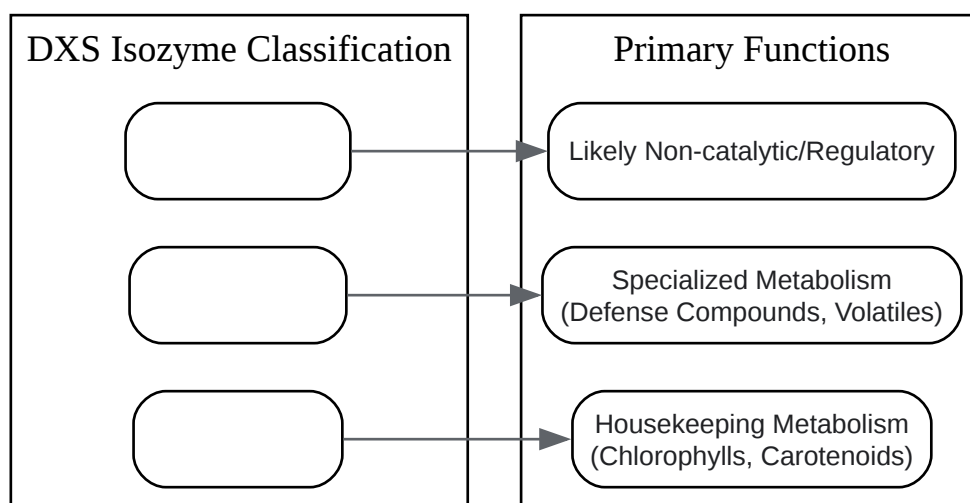 DXS Isozyme Classification
Primary Functions
Likely Non-catalytic/Regulatory
Specialized Metabolism
(Defense Compounds, Volatiles)
Housekeeping Metabolism
(Chlorophylls, Carotenoids)